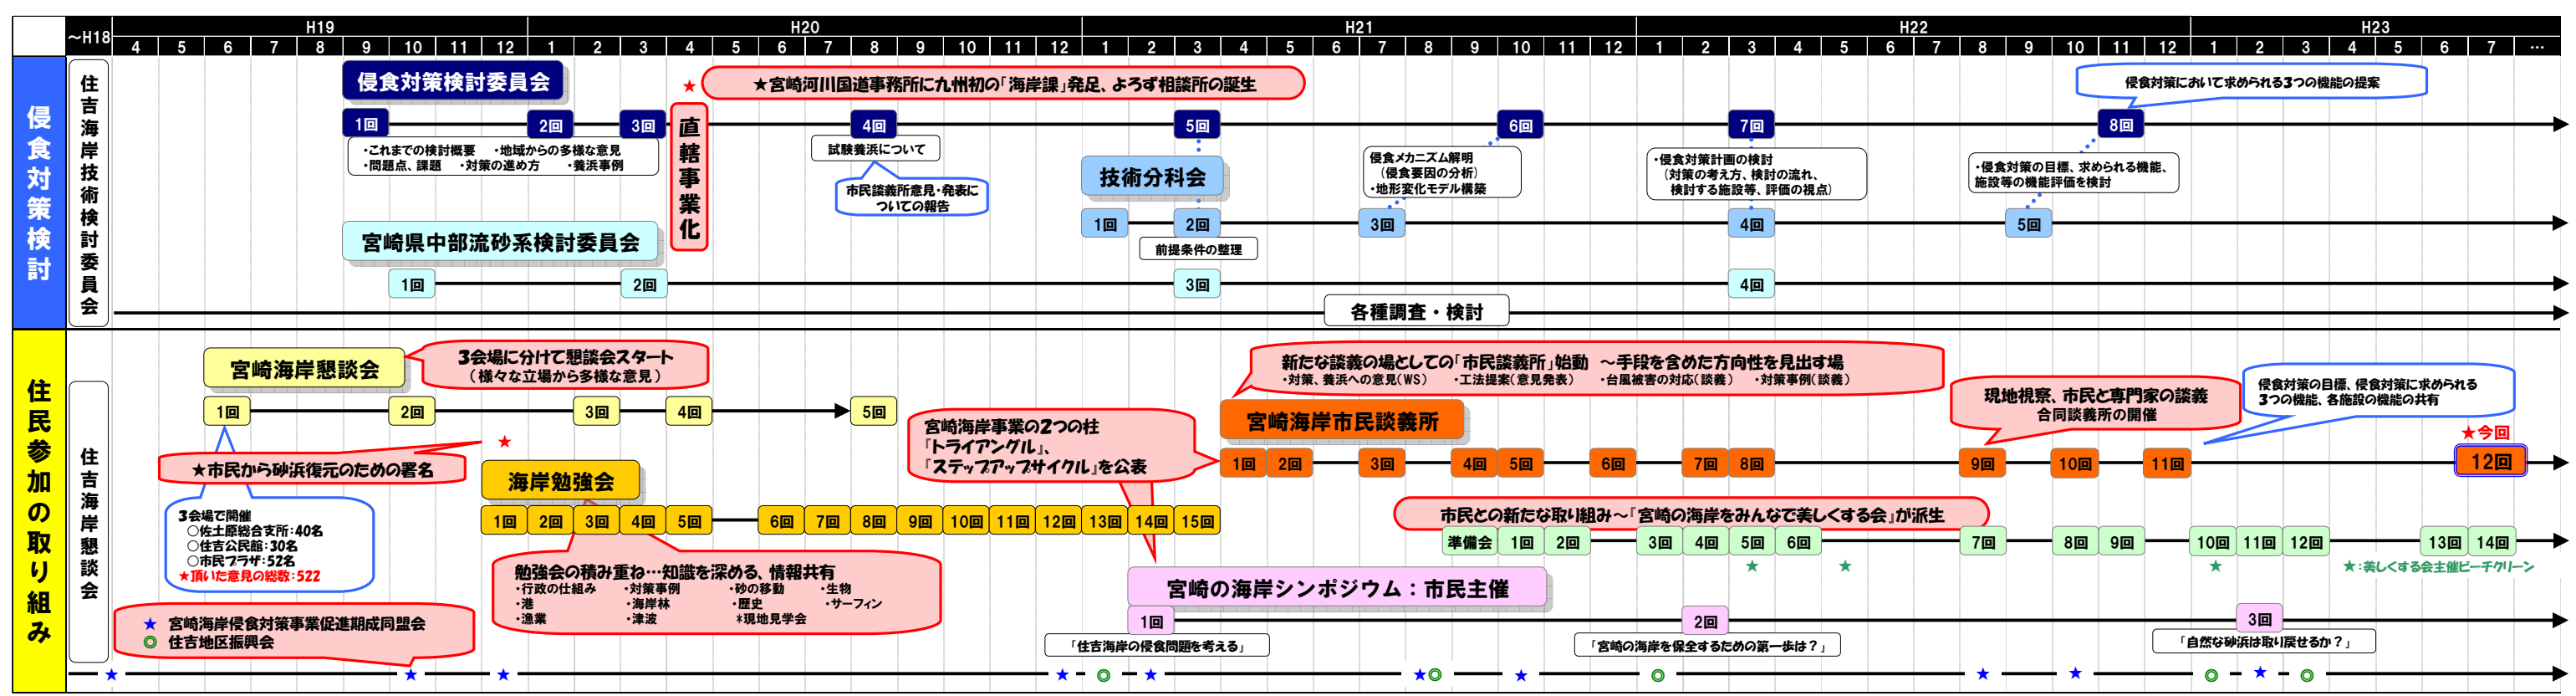 ～H18 H19 H20 H21 H22 H23
4 5 6 7 8 9 10 11 12 1 2 3 4 5 6 7 8 9 10 11 12 1 2 3 4 5 6 7 8 9 10 11 12 1 2 3 4 5 6 7 8 9 10 11 12 1 2 3 4 5 6 7 …
侵食対策検討
住吉海岸技術検討委員会
侵食対策検討委員会
★
★宮崎河川国道事務所に九州初の「海岸課」発足、よろず相談所の誕生
侵食対策において求められる3つの機能の提案
1回 2回 3回 4回 5回 6回 7回 8回
直轄事業化
・これまでの検討概要 ・地域からの多様な意見
・問題点、課題 ・対策の進め方 ・養浜事例
試験養浜について
市民談義所意見・発表に
ついての報告
技術分科会
侵食メカニズム解明
（侵食要因の分析）
・地形変化モデル構築
・侵食対策計画の検討
（対策の考え方、検討の流れ、
検討する施設等、評価の視点）
・侵食対策の目標、求められる機能、
施設等の機能評価を検討
1回 2回 3回 4回 5回
前提条件の整理
宮崎県中部流砂系検討委員会
1回 2回 3回 4回
各種調査・検討
住民参加の取り組み
住吉海岸懇談会
宮崎海岸懇談会
3会場に分けて懇談会スタート
（様々な立場から多様な意見）
1回 2回 3回 4回 5回
★
★市民から砂浜復元のための署名
3会場で開催
○佐土原総合支所：40名
○住吉公民館：30名
○市民プラザ：52名
★頂いた意見の総数：522
宮崎海岸事業の2つの柱
『トライアングル』、
『ステップアップサイクル』を公表
新たな談義の場としての「市民談義所」始動 ～手段を含めた方向性を見出す場
・対策、養浜への意見（WS） ・工法提案（意見発表） ・台風被害の対応（談義） ・対策事例（談義）
宮崎海岸市民談義所
現地視察、市民と専門家の談義
合同談義所の開催
侵食対策の目標、侵食対策に求められる
3つの機能、各施設の機能の共有
★今回
1回 2回 3回 4回 5回 6回 7回 8回 9回 10回 11回 12回
海岸勉強会
1回 2回 3回 4回 5回 6回 7回 8回 9回 10回 11回 12回 13回 14回 15回
勉強会の積み重ね…知識を深める、情報共有
・行政の仕組み ・対策事例 ・砂の移動 ・生物
・港 ・海岸林 ・歴史 ・サーフィン
・漁業 ・津波 ＊現地見学会
市民との新たな取り組み～『宮崎の海岸をみんなで美しくする会』が派生
準備会 1回 2回 3回 4回 5回 6回 7回 8回 9回 10回 11回 12回 13回 14回
★ ★ ★ ★：美しくする会主催ビーチクリーン
宮崎の海岸シンポジウム：市民主催
1回 2回 3回
「住吉海岸の侵食問題を考える」
「宮崎の海岸を保全するための第一歩は？」
「自然な砂浜は取り戻せるか？」
★ 宮崎海岸侵食対策事業促進期成同盟会
◎ 住吉地区振興会
★ ★ ★ ★ ◎ ★ ★◎ ★ ◎ ★ ★ ◎ ★ ◎